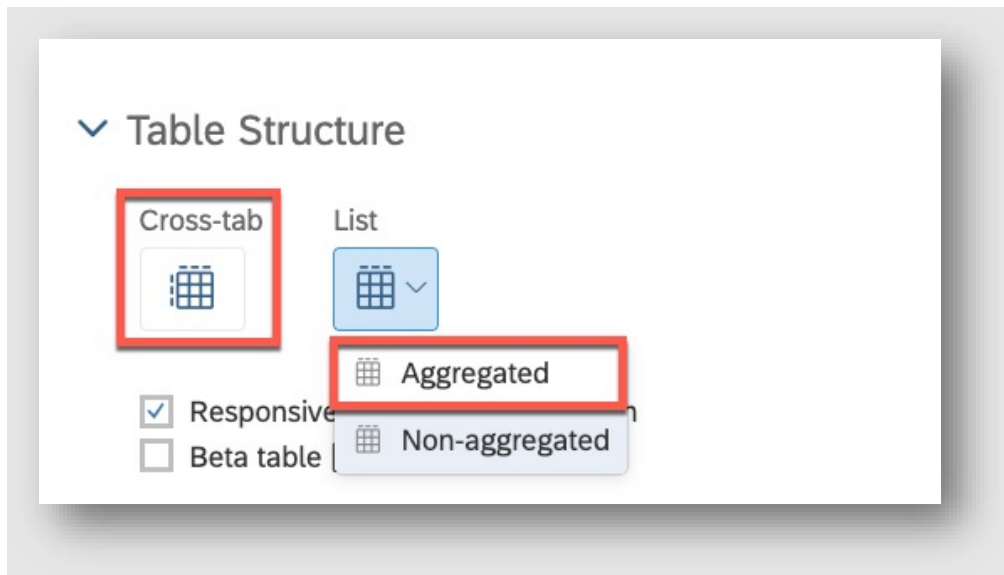 Table Structure
Cross-tab
List
Aggregated
Responsive
Non-aggregated
Beta table